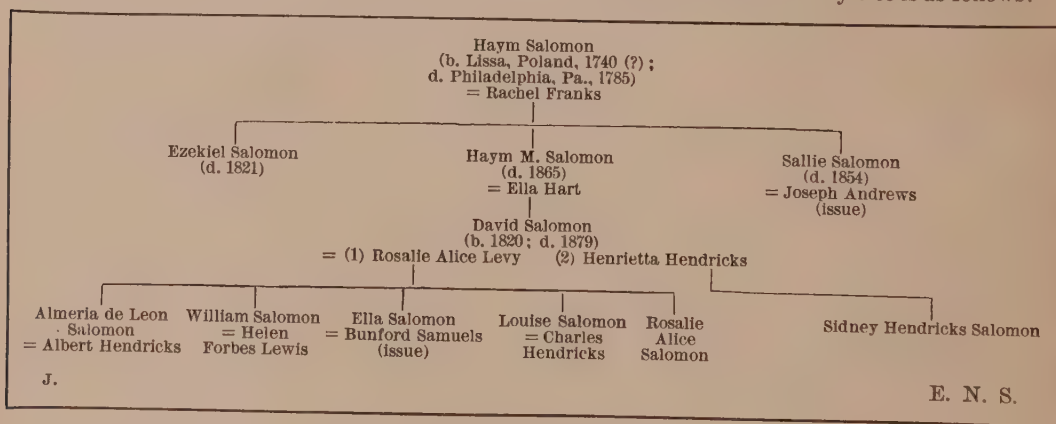 as follows:
Haym Salomon
(b. Lissa, Poland, 1740 (?) ;
d. Philadelphia, Pa., 1785)
= Rachel Franks
Ezekiel Salomon
(d. 1821)
Haym M. Salomon
(d. 1865)
= Ella Hart
Sallie Salomon
(d. 1854)
= Joseph Andrews
(issue)
David Salomon
(b. 1820; d. 1879)
= (1) Rosalie Alice Levy (2) Henrietta Hendricks
Almeria de Leon
Salomon
= Albert Hendricks
William Salomon
= Helen
Forbes Lewis
Ella Salomon
= Bunford Samuels
(issue)
Louise Salomon
= Charles
Hendricks
Rosalie
Alice
Salomon
Sidney Hendricks Salomon
J.
E. N. S.